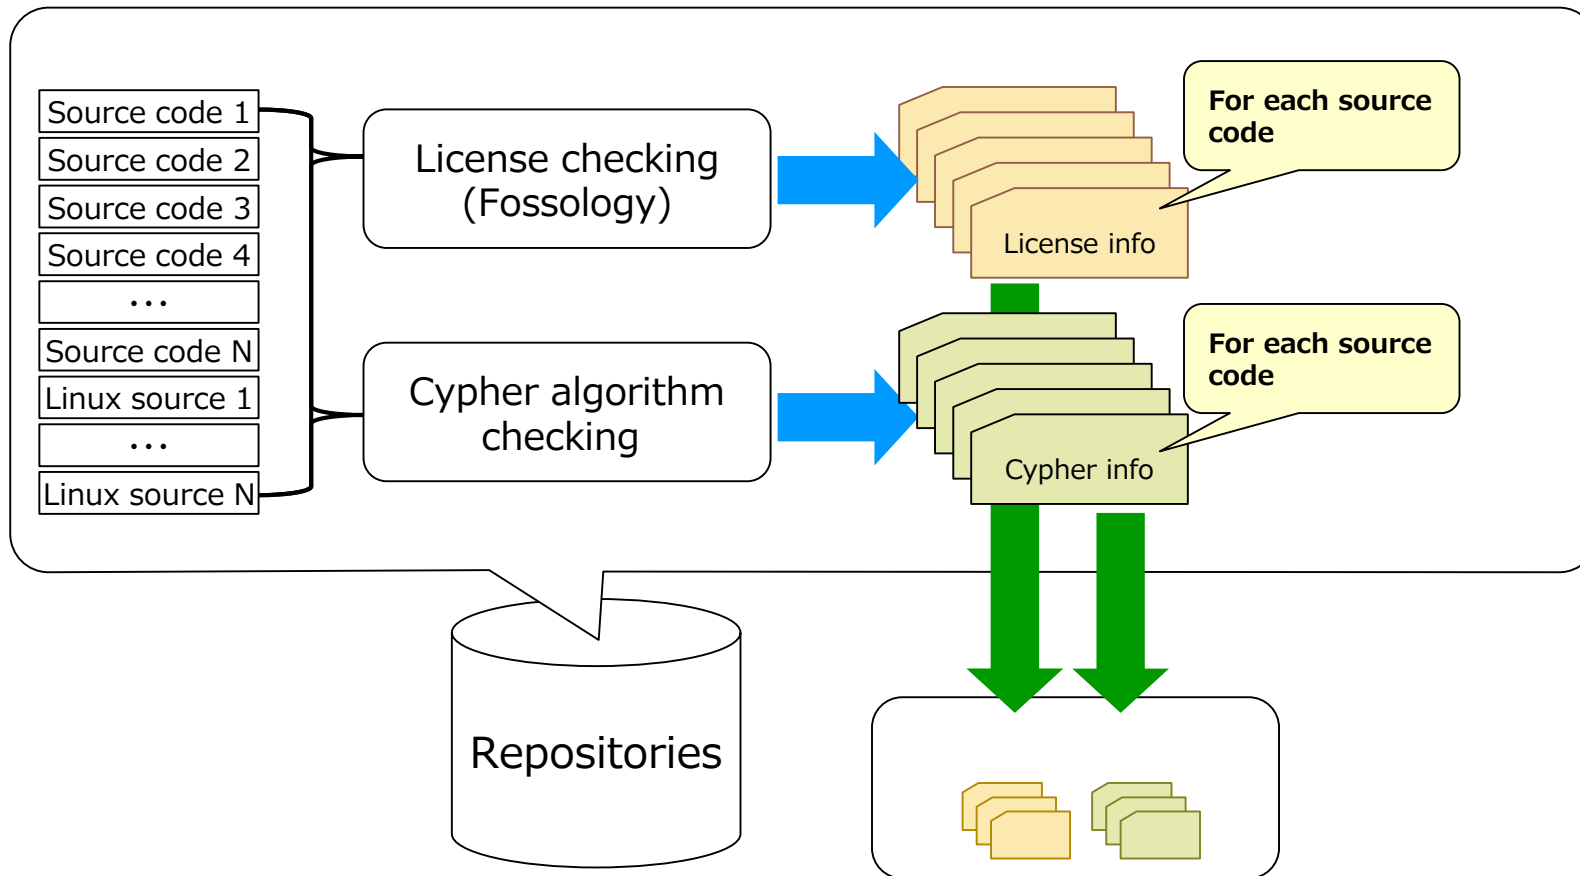 Source code 1
Source code 2
Source code 3
Source code 4
...
Source code N
Linux source 1
...
Linux source N
License checking
(Fossology)
Cypher algorithm
checking
License info
For each source
code
Cypher info
For each source
code
Repositories